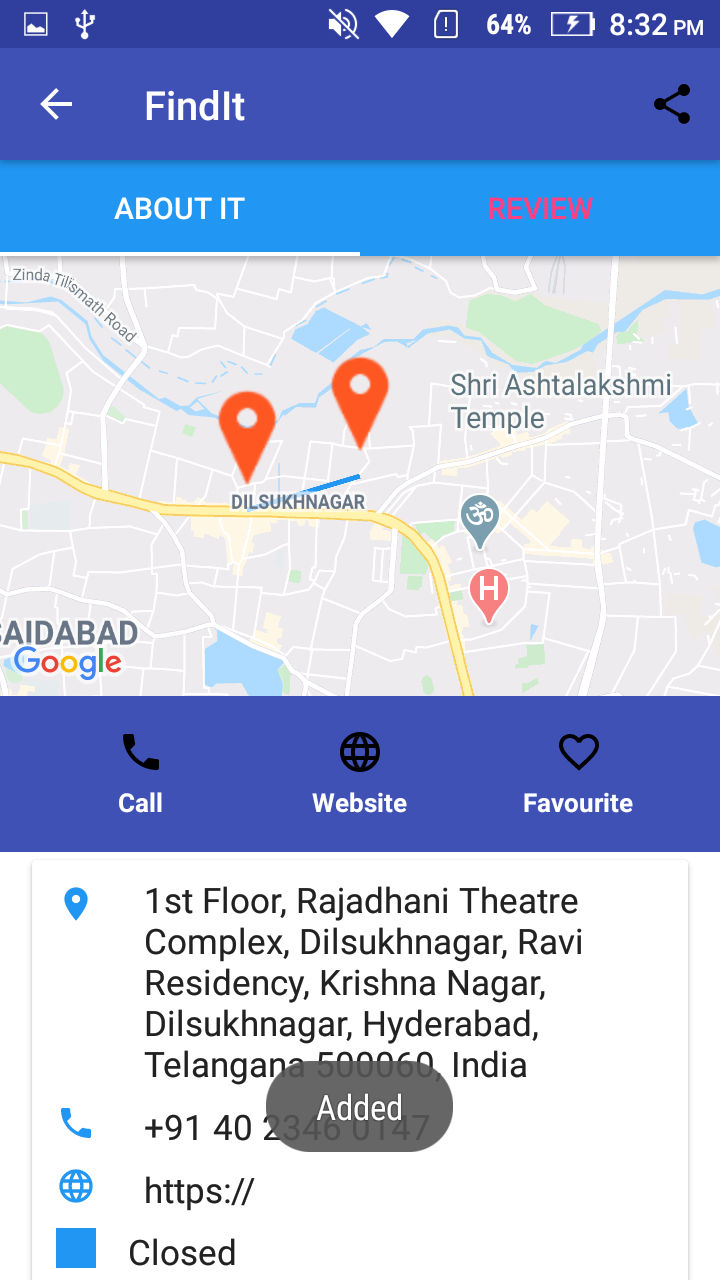 64% 8:32 PM
FindIt
ABOUT IT REVIEW
Zinda Tilismath Road
Shri Ashtalakshmi
Temple
DILSUKHNAGAR
ॐ
H
SAIDABAD
Google
Call Website Favourite
1st Floor, Rajadhani Theatre
Complex, Dilsukhnagar, Ravi
Residency, Krishna Nagar,
Dilsukhnagar, Hyderabad,
Telangana 500060, India
Added
+91 40 2346 0147
https://
Closed